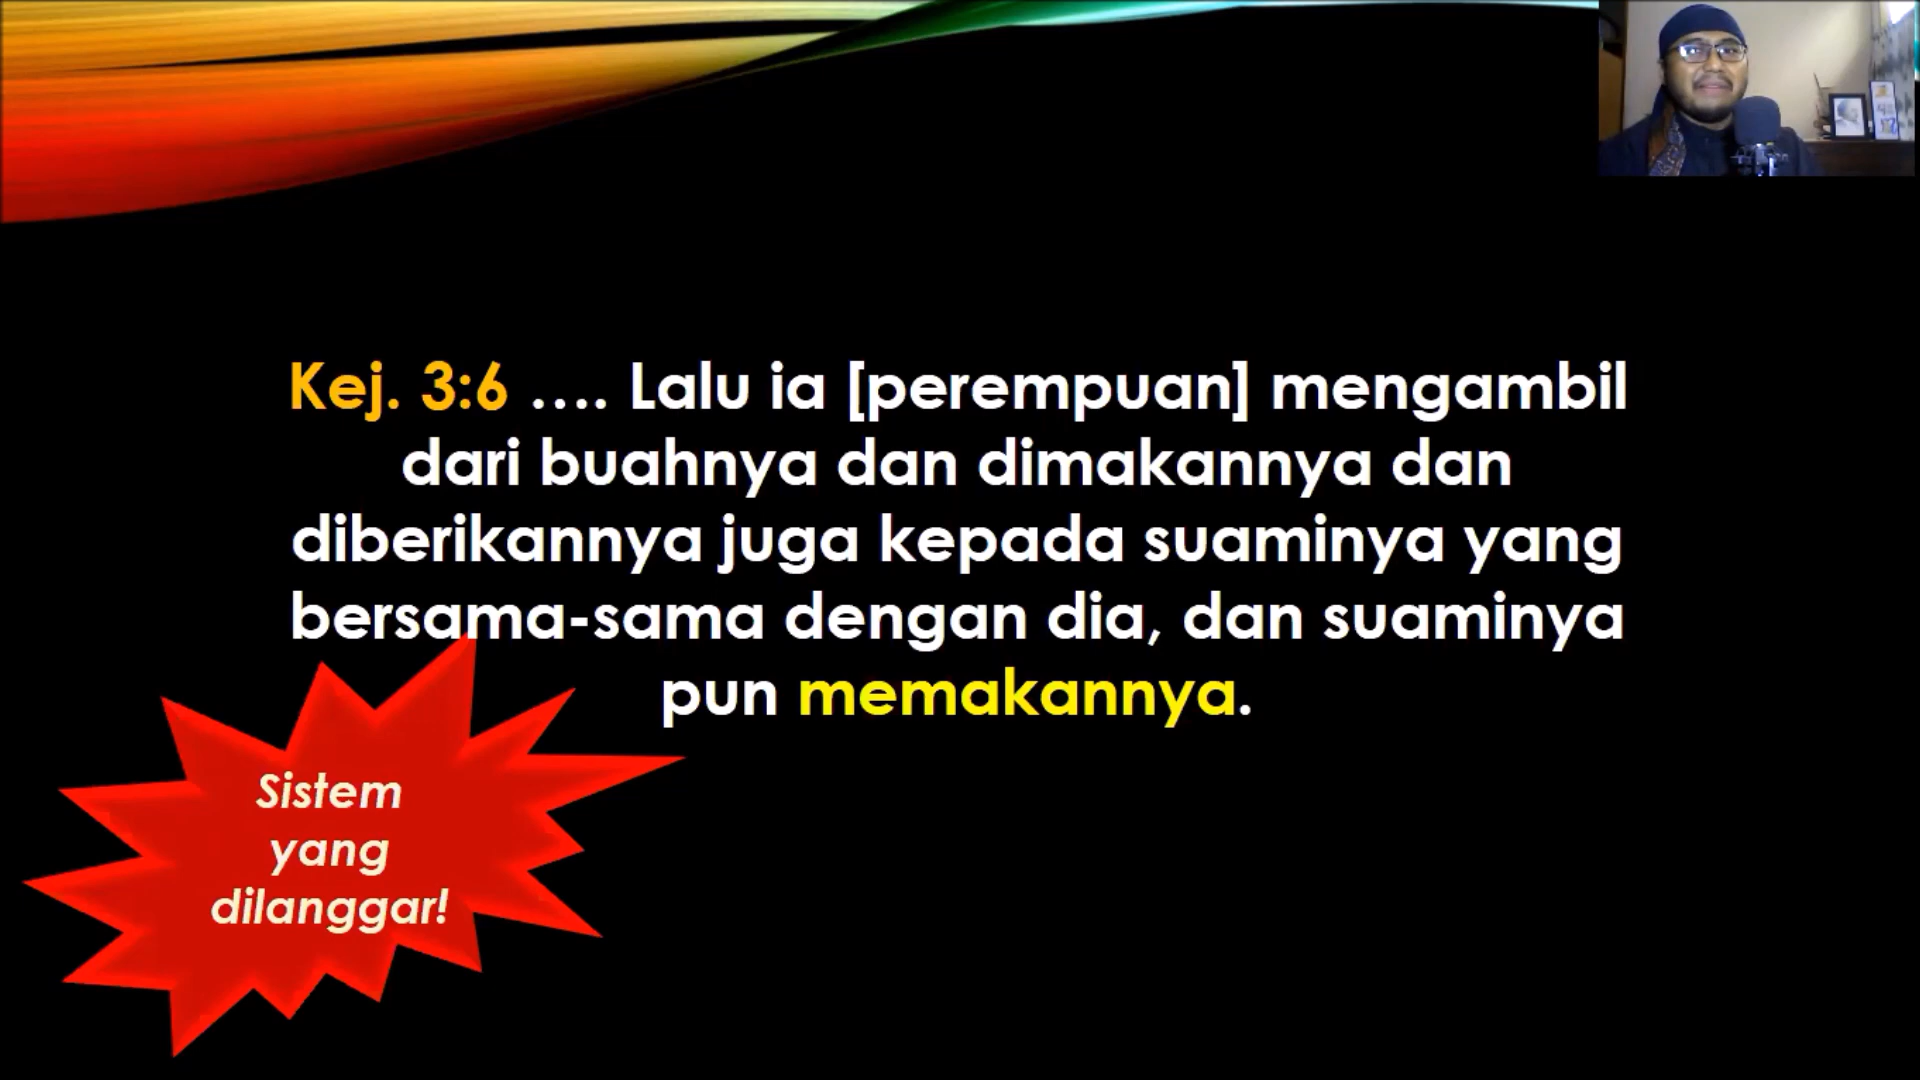 Kej. 3:6 .... Lalu ia [perempuan] mengambil
dari buahnya dan dimakannya dan
diberikannya juga kepada suaminya yang
bersama-sama dengan dia, dan suaminya
pun memakannya.
Sistem
yang
dilanggar!